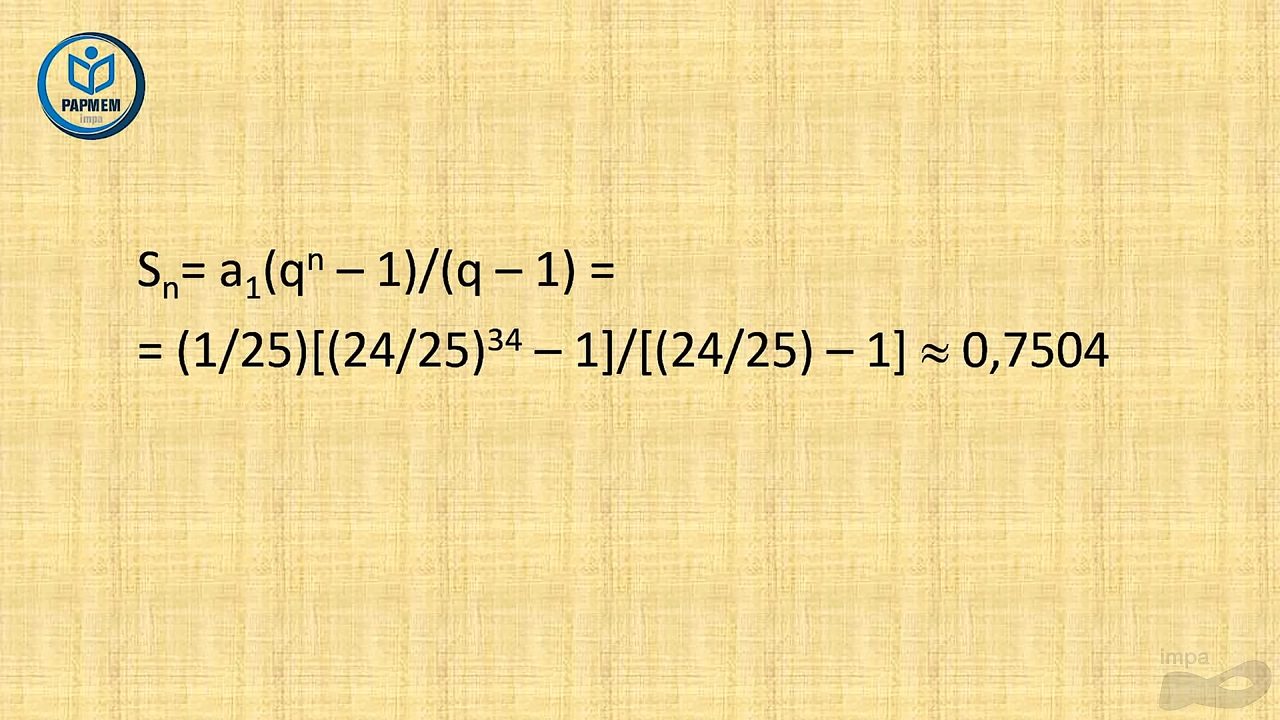 PAPMEM
impa
Sₙ= a₁(qⁿ – 1)/(q – 1) =
= (1/25)[(24/25)³⁴ – 1]/[(24/25) – 1] ≈ 0,7504
impa